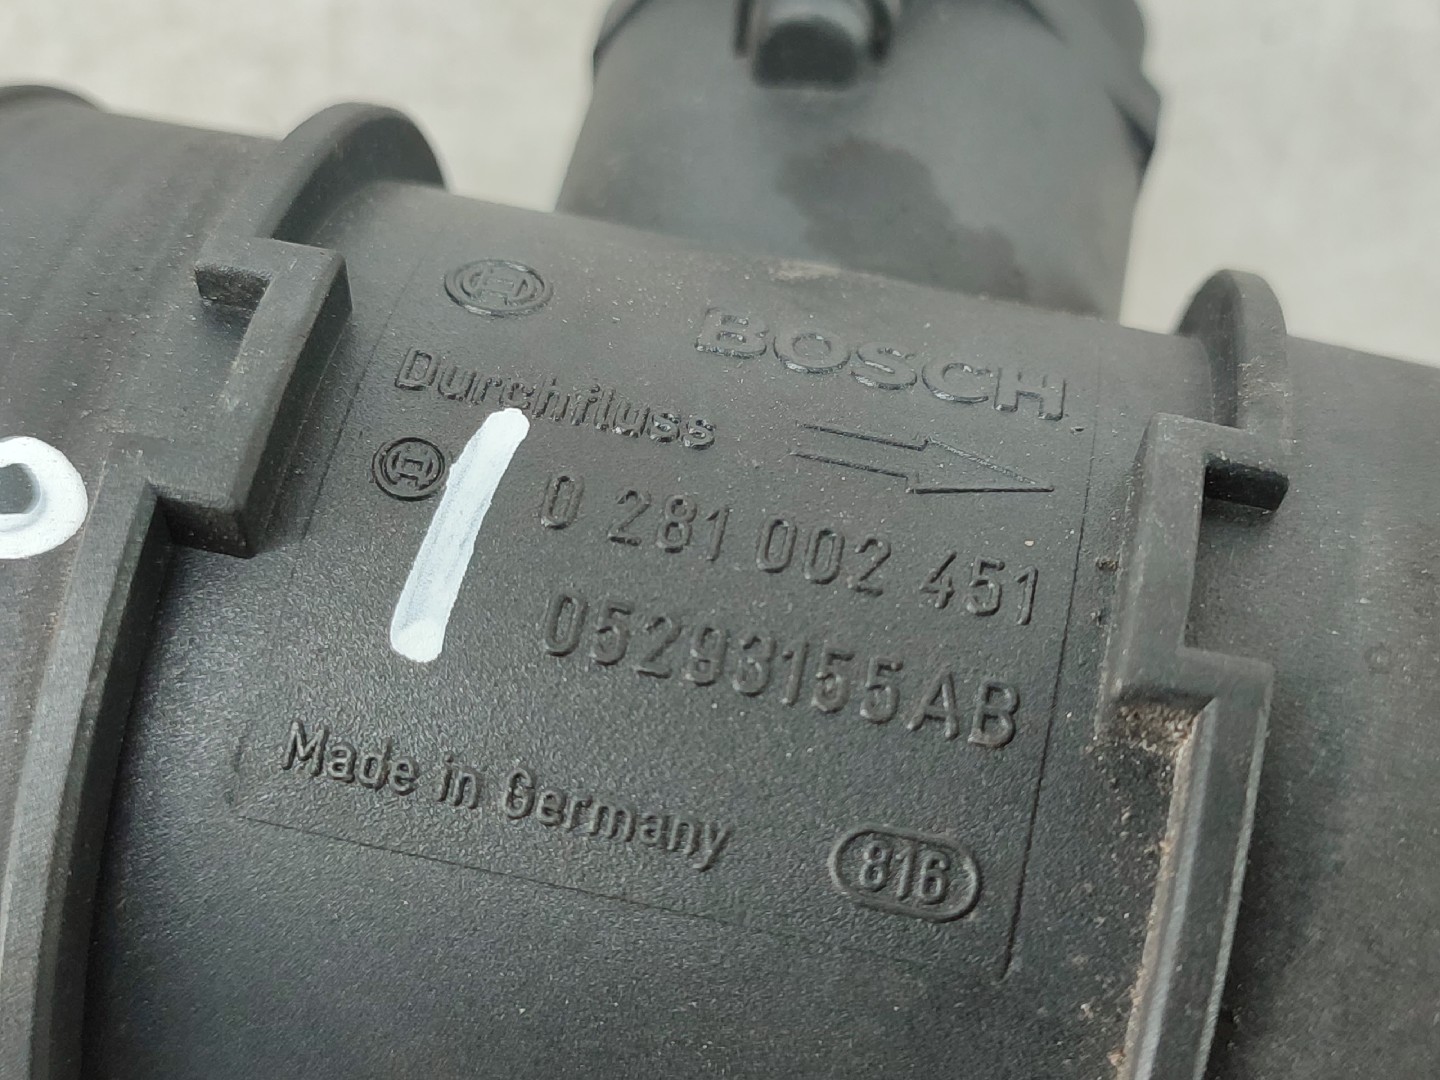 BOSCH
Durchfluss
0 281 002 451
05293155AB
Made in Germany
816